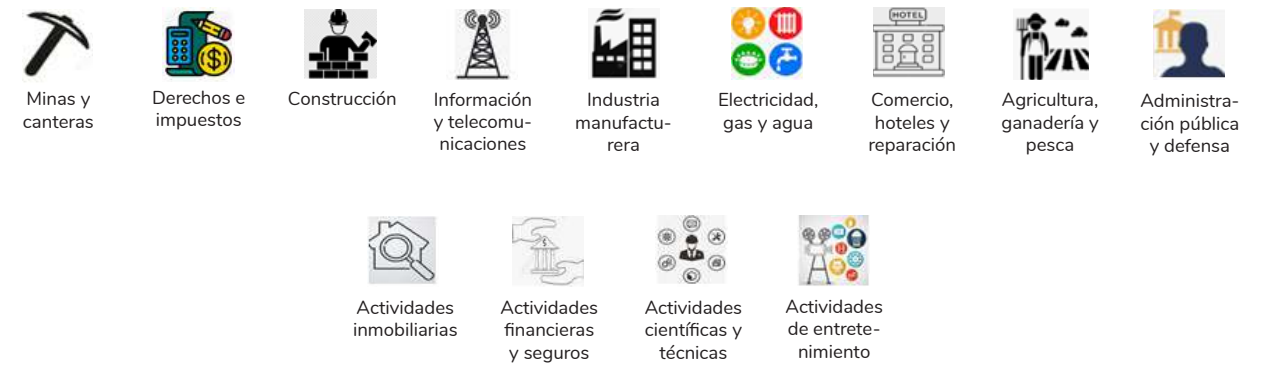 HOTEL
Minas y
canteras
Derechos e
impuestos
Construcción
Información
y telecomu-
nicaciones
Industria
manufactu-
rera
Electricidad,
gas y agua
Comercio,
hoteles y
reparación
Agricultura,
ganadería y
pesca
Administra-
ción pública
y defensa
Actividades
inmobiliarias
Actividades
financieras
y seguros
Actividades
científicas y
técnicas
Actividades
de entrete-
nimiento